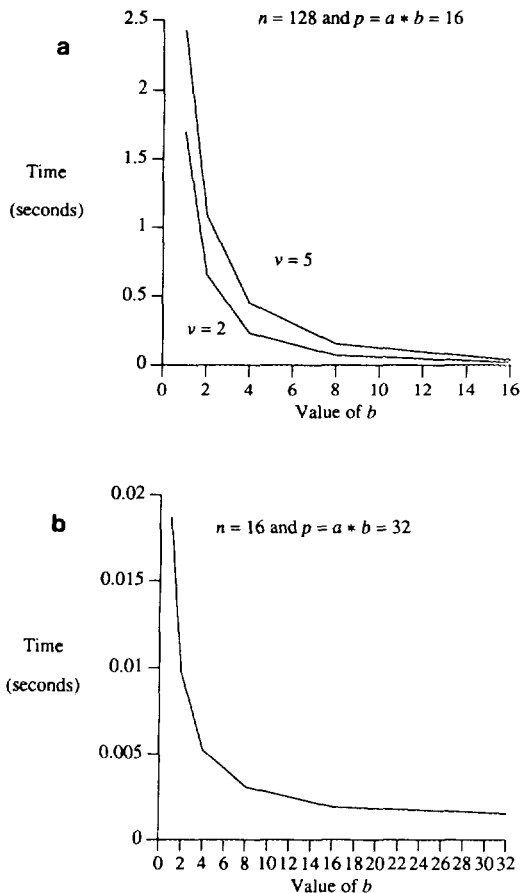 a
n = 128 and p = a * b = 16
2.5
2
1.5
1
0.5
0
Time
(seconds)
v = 5
v = 2
0 2 4 6 8 10 12 14 16
Value of b
b
n = 16 and p = a * b = 32
0.02
0.015
0.01
0.005
0
Time
(seconds)
0 2 4 6 8 10 12 14 16 18 20 22 24 26 28 30 32
Value of b